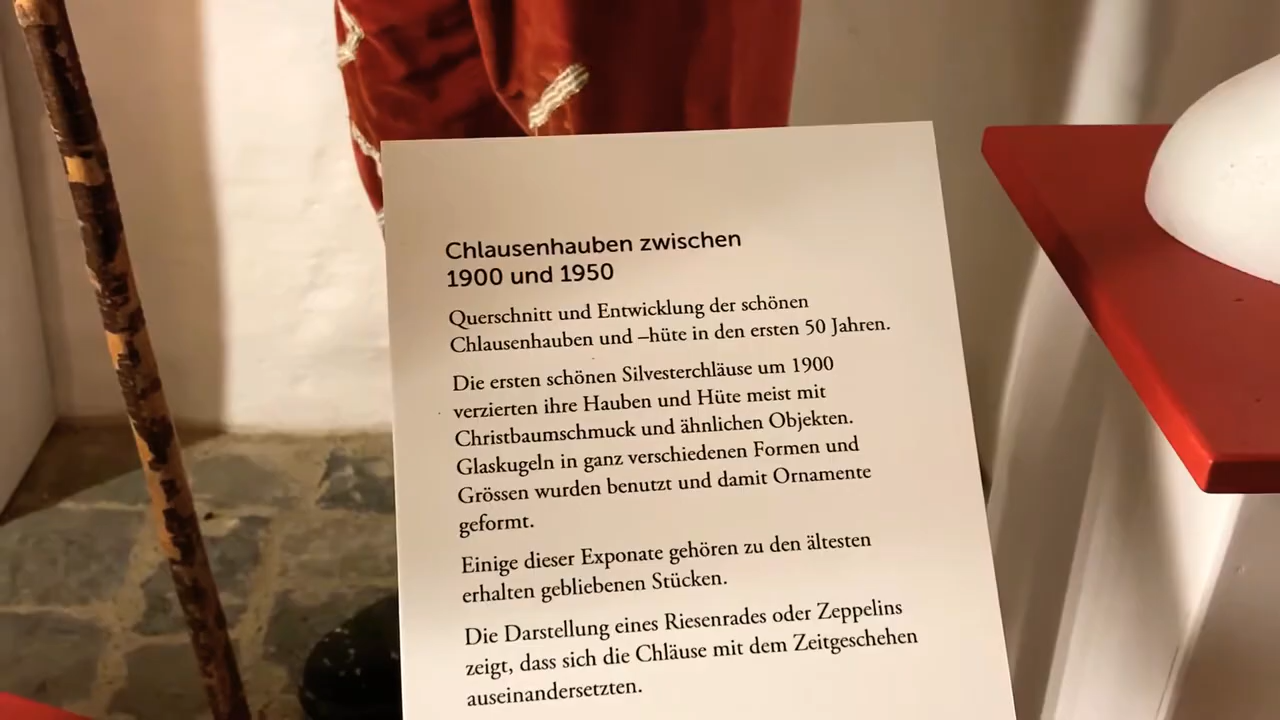 Chlausenhauben zwischen
1900 und 1950
Querschnitt und Entwicklung der schönen
Chlausenhauben und –hüte in den ersten 50 Jahren.
Die ersten schönen Silvesterchläuse um 1900
verzierten ihre Hauben und Hüte meist mit
Christbaumschmuck und ähnlichen Objekten.
Glaskugeln in ganz verschiedenen Formen und
Grössen wurden benutzt und damit Ornamente
geformt.
Einige dieser Exponate gehören zu den ältesten
erhalten gebliebenen Stücken.
Die Darstellung eines Riesenrades oder Zeppelins
zeigt, dass sich die Chläuse mit dem Zeitgeschehen
auseinandersetzten.